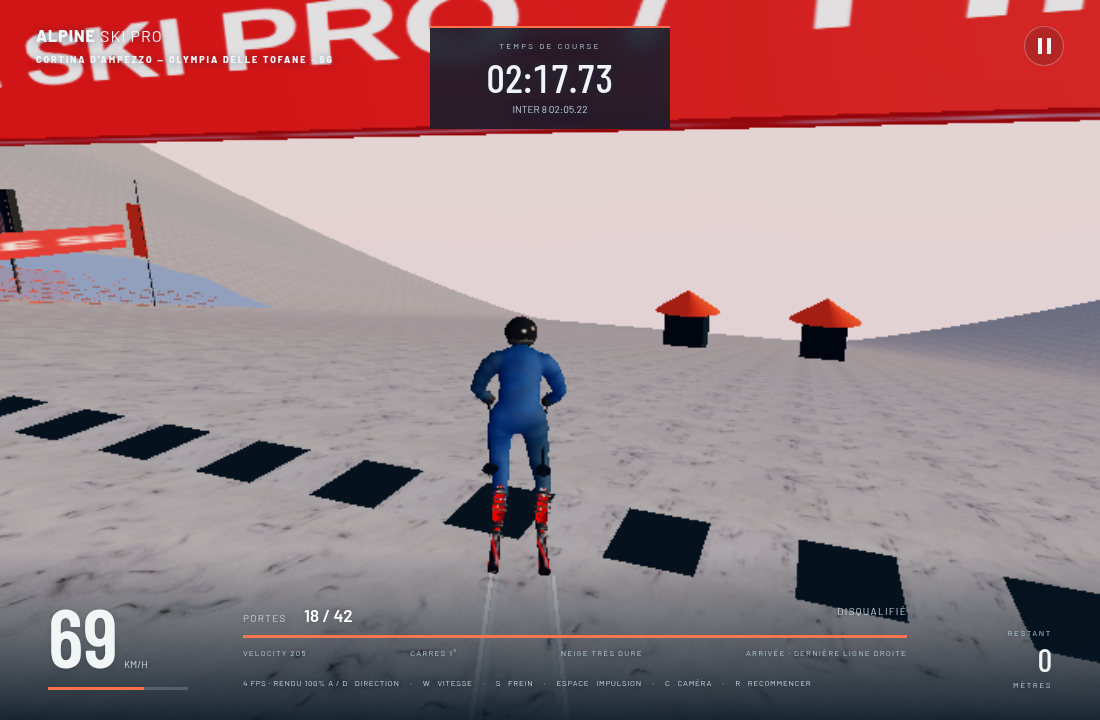 SKI PRO
ALPINE SKI PRO
CORTINA D'AMPEZZO — OLYMPIA DELLE TOFANE · SG
TEMPS DE COURSE
02:17.73
INTER 8 02:05.22
E SE
69 KM/H
PORTES 18 / 42
DISQUALIFIÉ
VELOCITY 205
CARRES 1°
NEIGE TRÈS DURE
ARRIVÉE · DERNIÈRE LIGNE DROITE
4 FPS · RENDU 100% A / D DIRECTION · W VITESSE · S FREIN · ESPACE IMPULSION · C CAMÉRA · R RECOMMENCER
RESTANT
0
MÈTRES